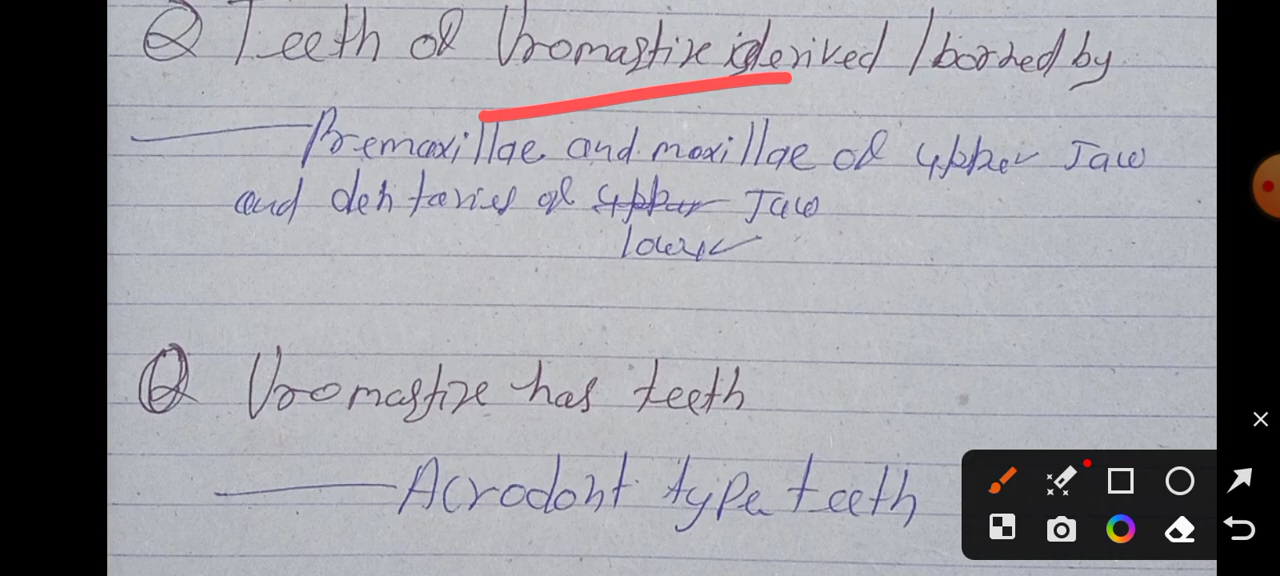 Q Teeth of Uromastix is derived / borned by
Premaxillae and maxillae of upper Jaw
and dentaries of upper Jaw
lower
Q Uromastix has teeth
Acrodont type teeth